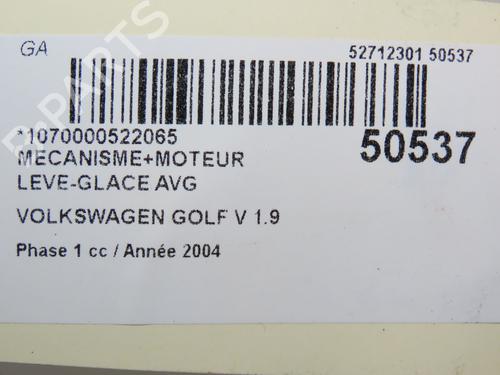 GA
52712301 50537
*1070000522065
50537
MECANISME+MOTEUR
LEVE-GLACE AVG
VOLKSWAGEN GOLF V 1.9
Phase 1 cc / Année 2004
B-PARTS